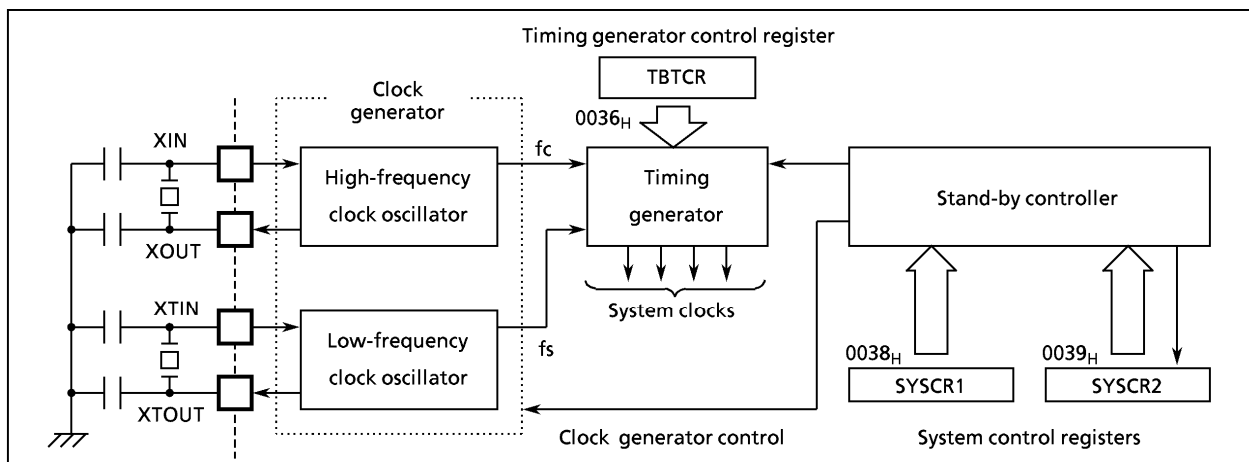 Timing generator control register
TBTCR
0036H
Clock
generator
XIN
XOUT
High-frequency
clock oscillator
fc
Timing
generator
System clocks
Stand-by controller
XTIN
XTOUT
Low-frequency
clock oscillator
fs
Clock generator control
0038H
SYSCR1
0039H
SYSCR2
System control registers